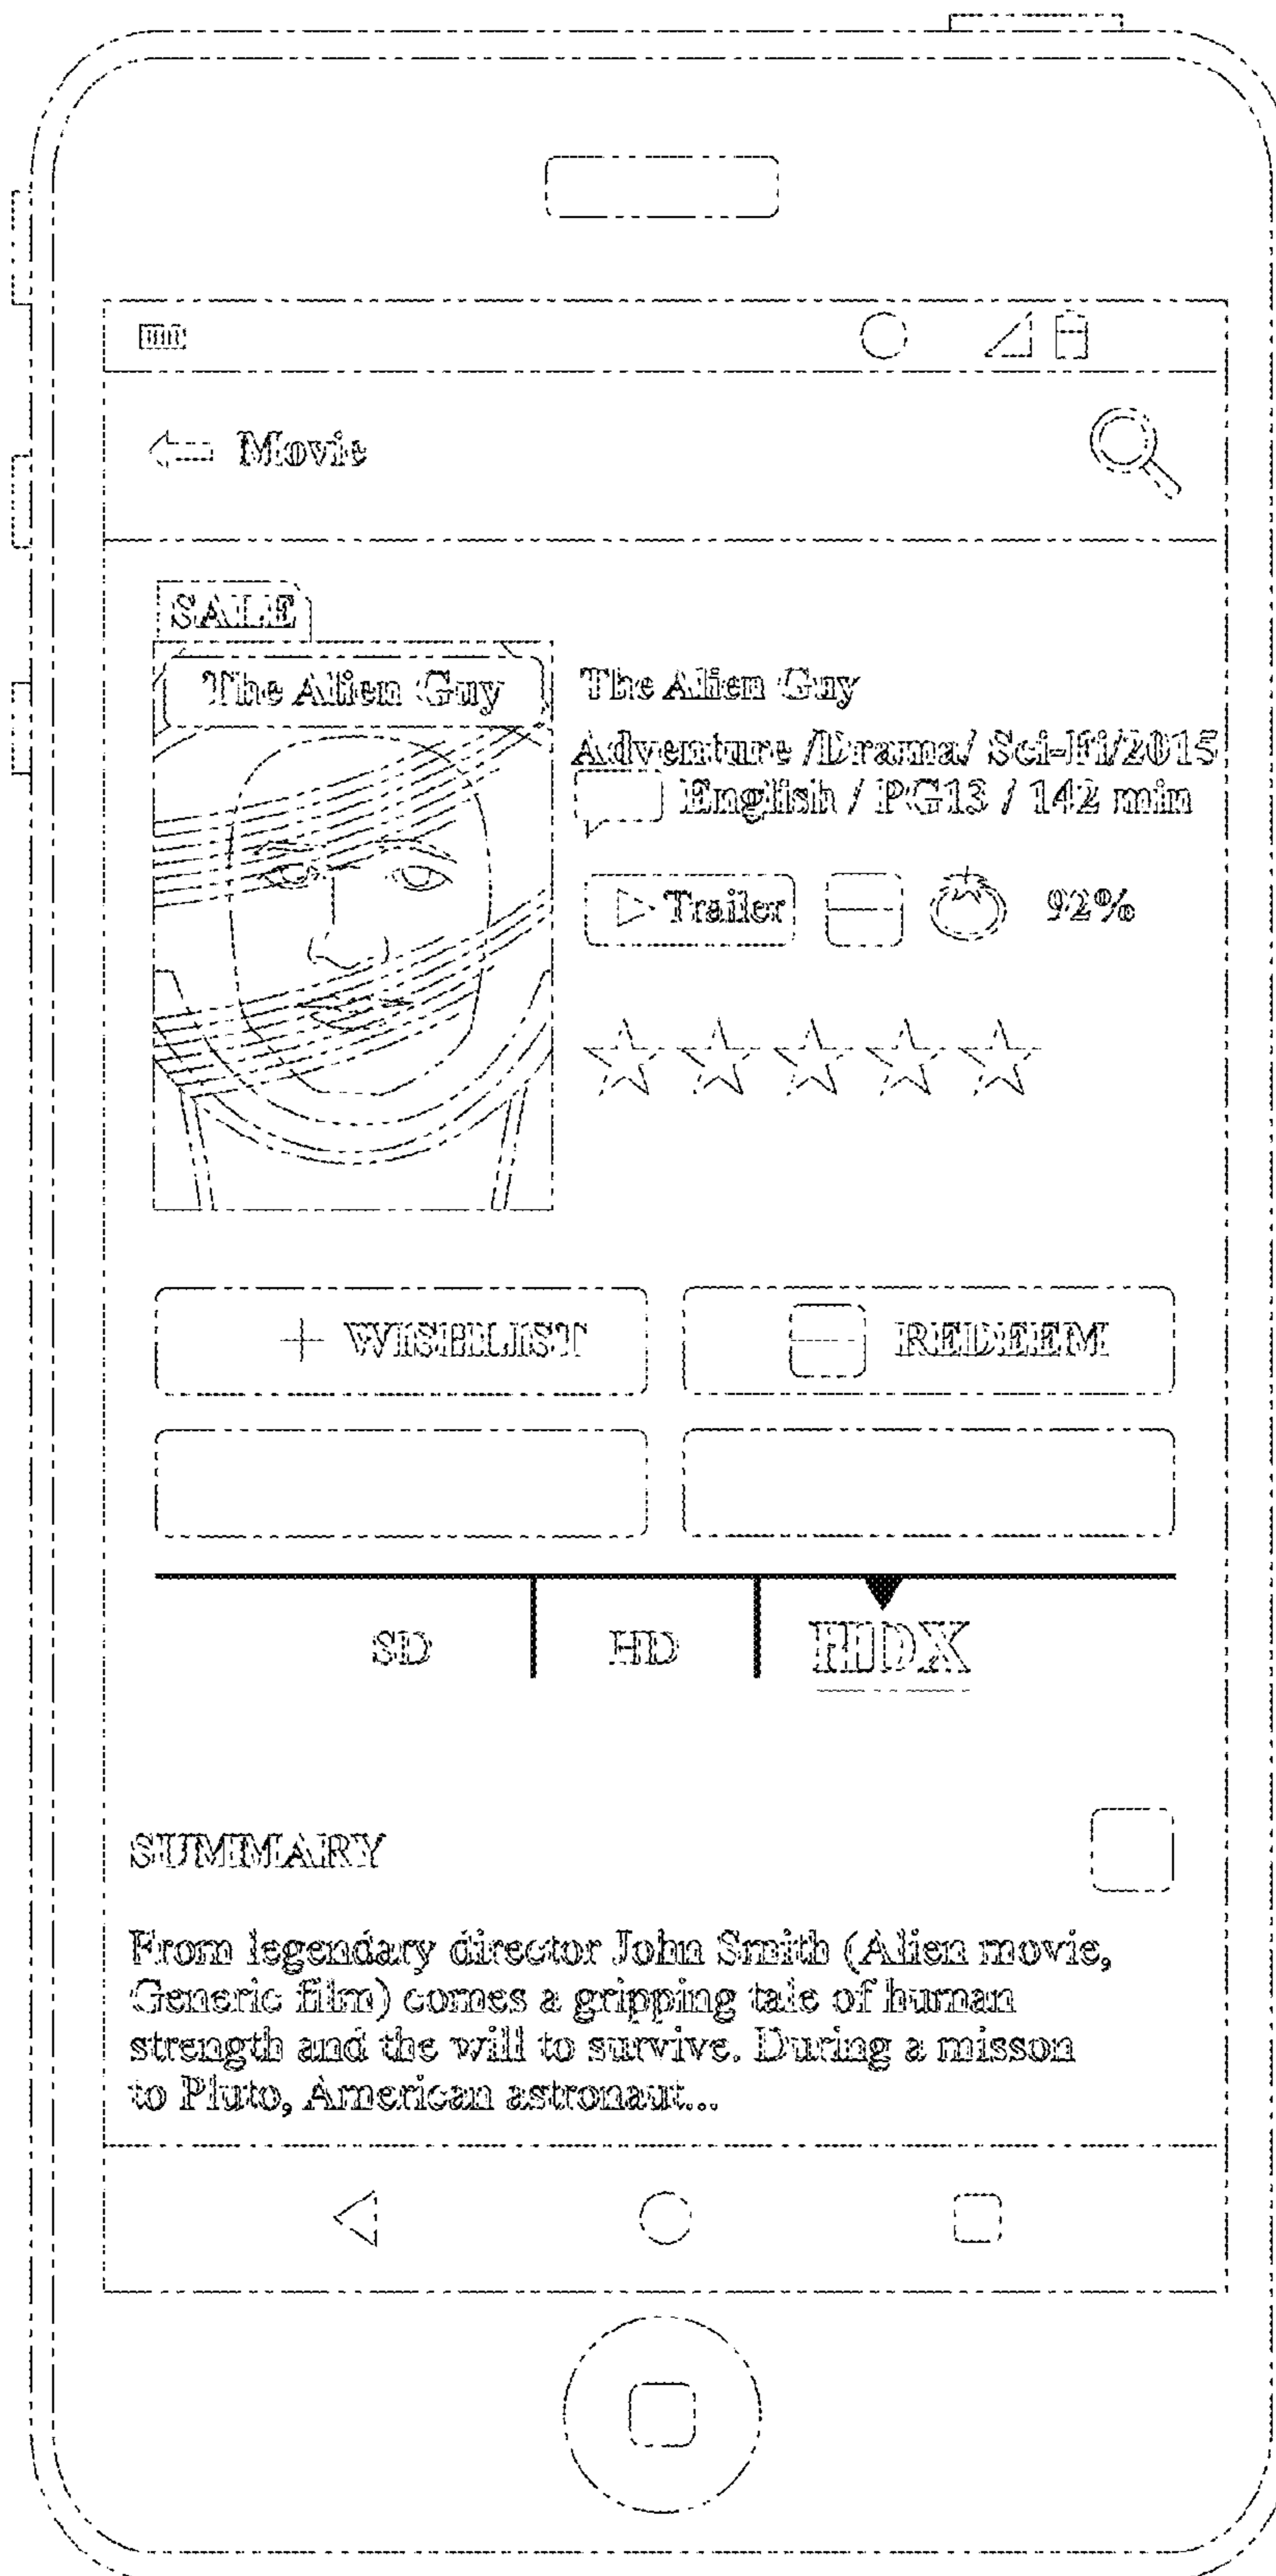 Movie
SALE
The Alien Guy
The Alien Guy
Adventure /Drama/ Sci-Fi/2015
English / PG13 / 142 min
Trailer 92%
+ WISHLIST REDEEM
SD HD HDX
SUMMARY
From legendary director John Smith (Alien movie,
Generic film) comes a gripping tale of human
strength and the will to survive. During a misson
to Pluto, American astronaut...